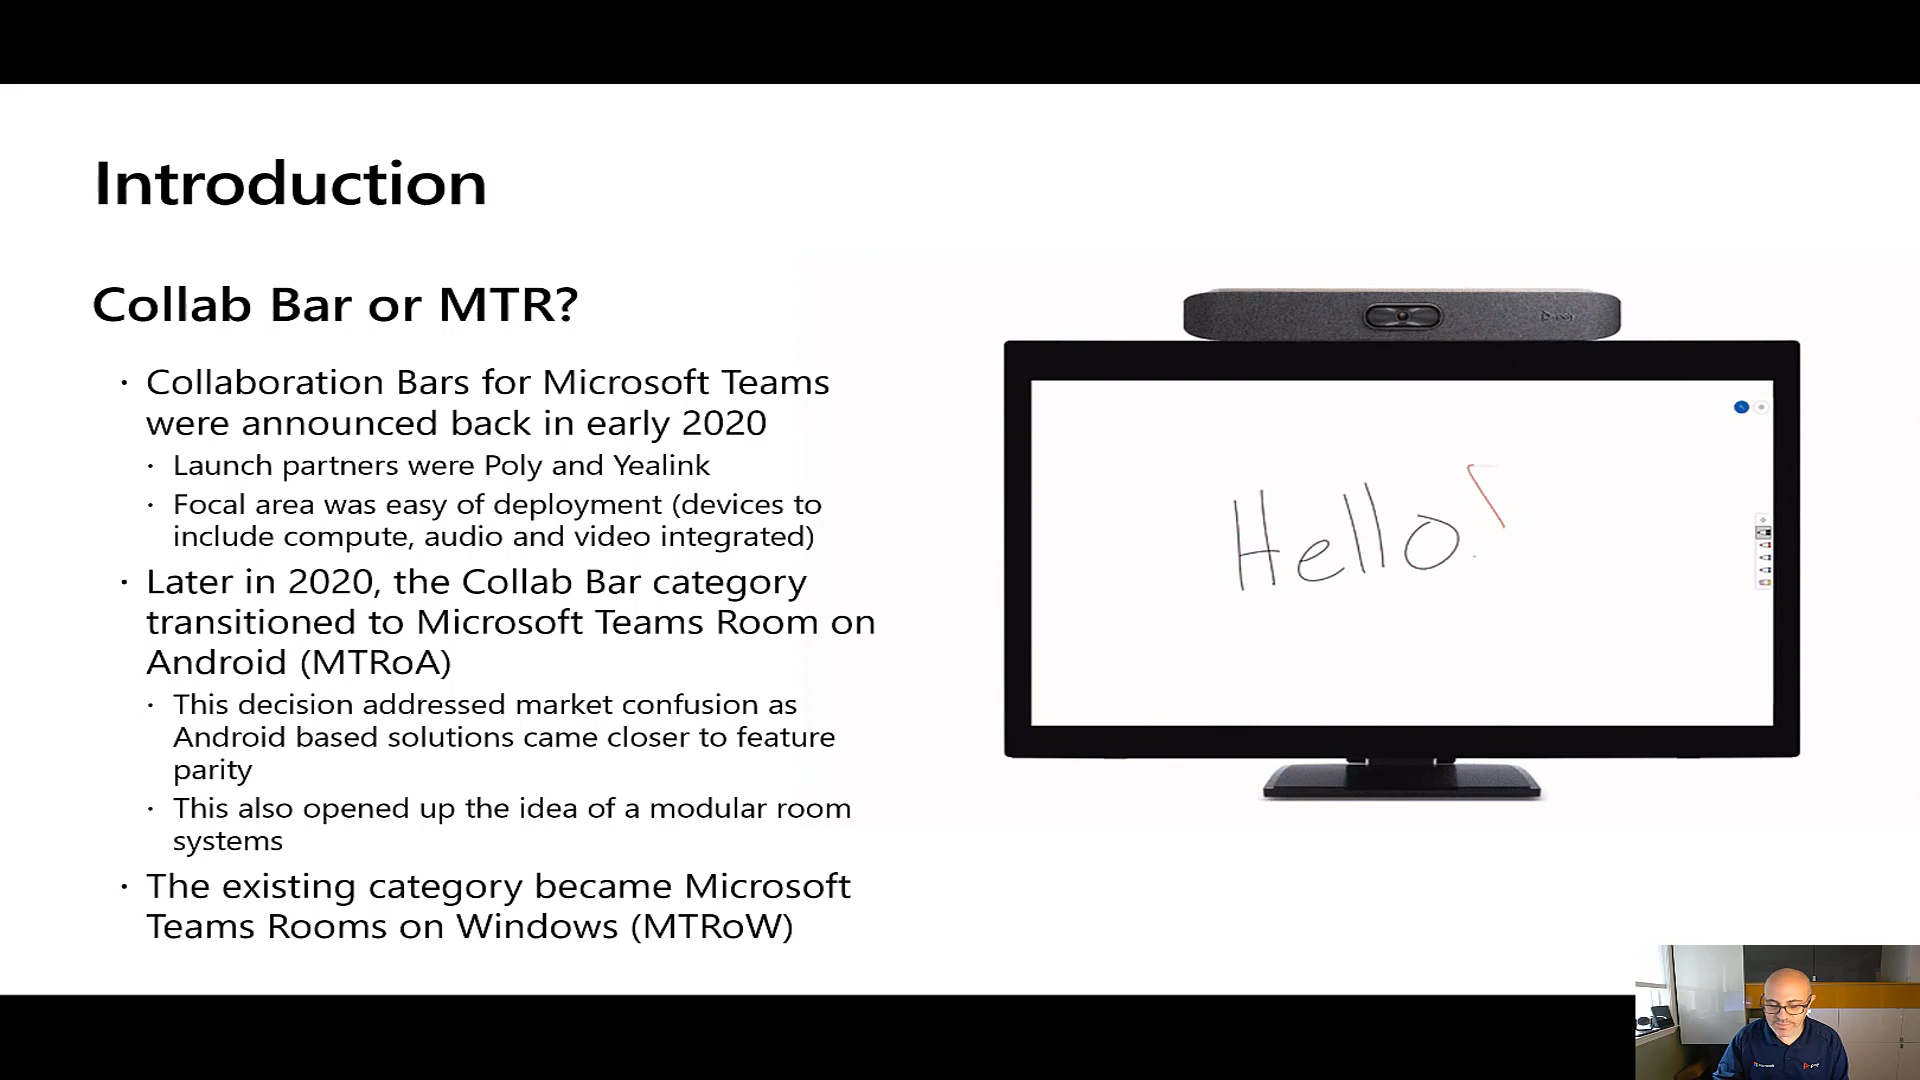 Introduction
Collab Bar or MTR?
· Collaboration Bars for Microsoft Teams
were announced back in early 2020
· Launch partners were Poly and Yealink
· Focal area was easy of deployment (devices to
include compute, audio and video integrated)
· Later in 2020, the Collab Bar category
transitioned to Microsoft Teams Room on
Android (MTRoA)
· This decision addressed market confusion as
Android based solutions came closer to feature
parity
· This also opened up the idea of a modular room
systems
· The existing category became Microsoft
Teams Rooms on Windows (MTRoW)
poly
Hello!
Microsoft poly